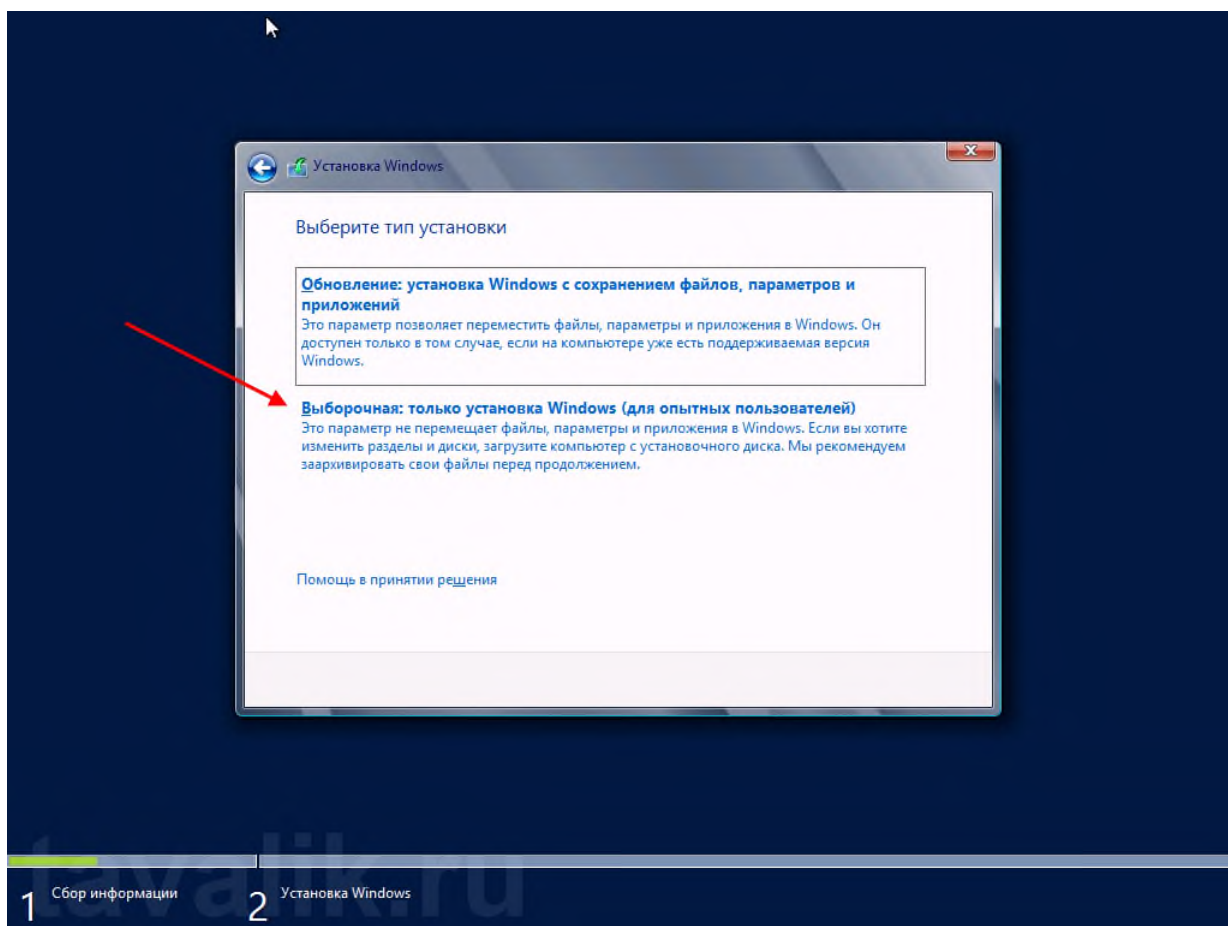 Установка Windows
Выберите тип установки
Обновление: установка Windows с сохранением файлов, параметров и
приложений
Это параметр позволяет переместить файлы, параметры и приложения в Windows. Он
доступен только в том случае, если на компьютере уже есть поддерживаемая версия
Windows.
Выборочная: только установка Windows (для опытных пользователей)
Это параметр не перемещает файлы, параметры и приложения в Windows. Если вы хотите
изменить разделы и диски, загрузите компьютер с установочного диска. Мы рекомендуем
заархивировать свои файлы перед продолжением.
Помощь в принятии решения
tavalik.ru
1 Сбор информации
2 Установка Windows